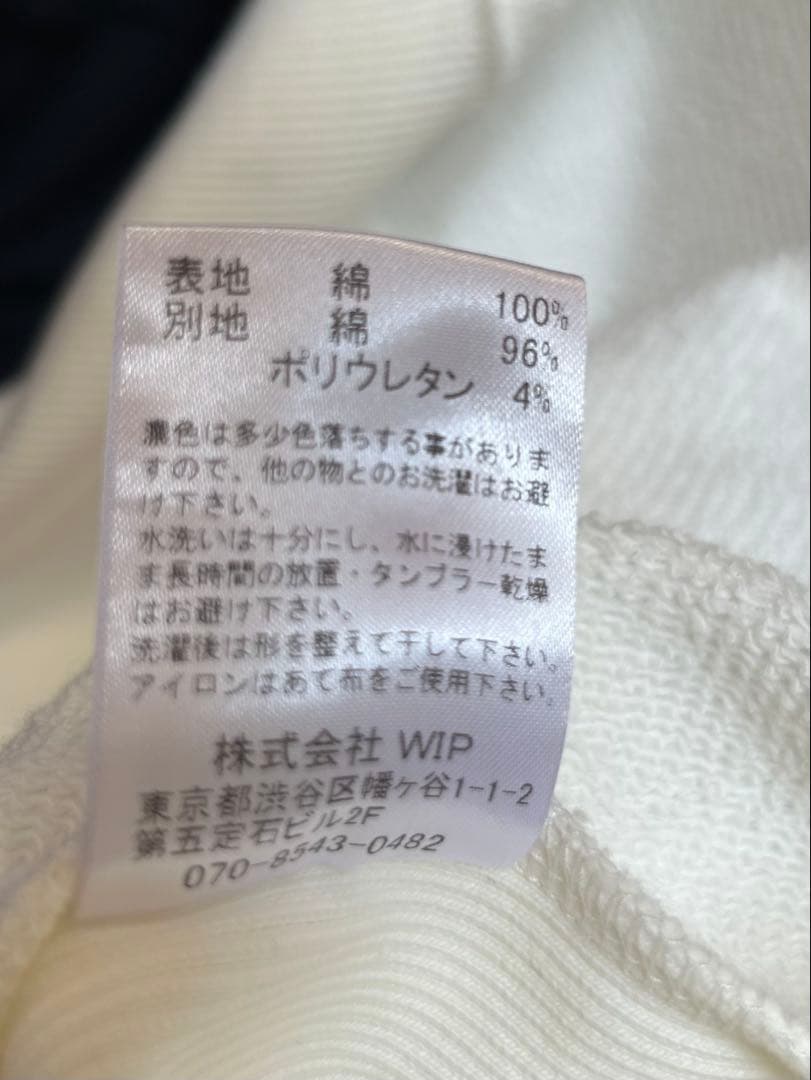 表地 綿 100%
別地 綿 96%
ポリウレタン 4%
濃色は多少色落ちする事がありま
すので、他の物とのお洗濯はお避
け下さい。
水洗いは十分にし、水に浸けたま
ま長時間の放置・タンブラー乾燥
はお避け下さい。
洗濯後は形を整えて干して下さい。
アイロンはあて布をご使用下さい。
株式会社 WIP
東京都渋谷区幡ヶ谷1-1-2
第五定石ビル2F
070-8543-0482